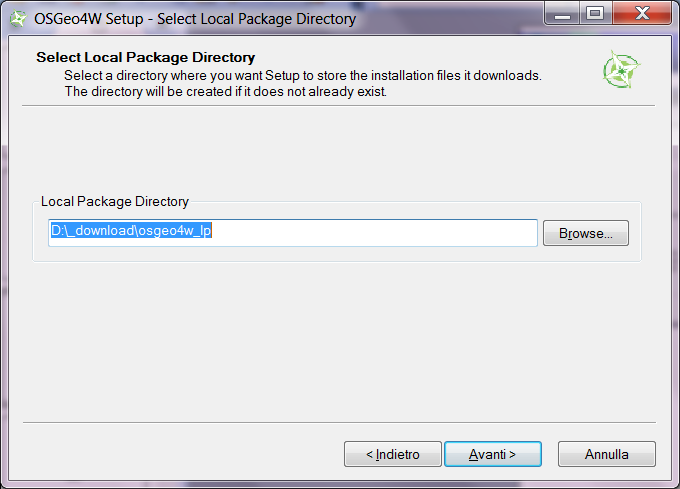 OSGeo4W Setup - Select Local Package Directory
Select Local Package Directory
Select a directory where you want Setup to store the installation files it downloads.
The directory will be created if it does not already exist.
Local Package Directory
D:\_download\osgeo4w_lp
Browse...
< Indietro
Avanti >
Annulla